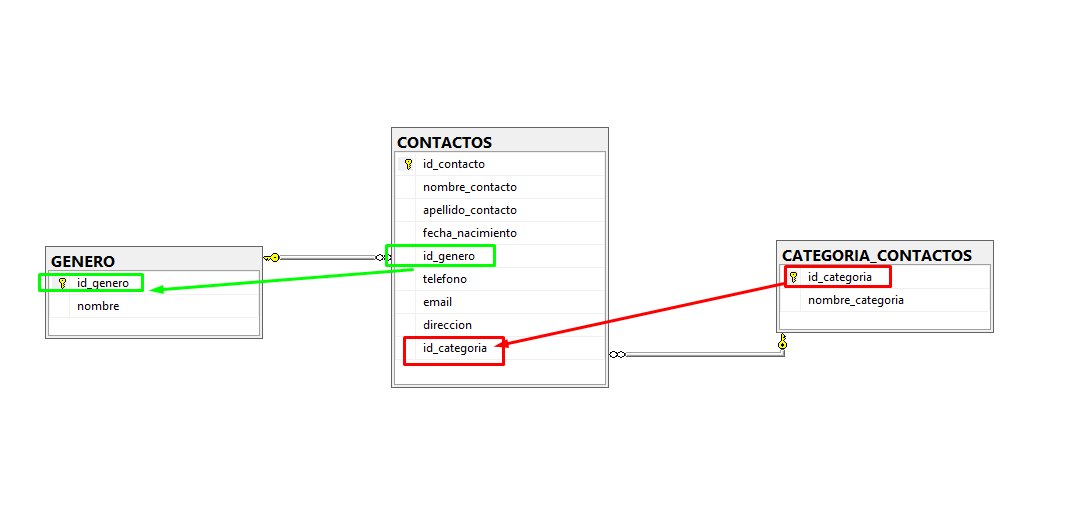 GENERO
id_genero
nombre
CONTACTOS
id_contacto
nombre_contacto
apellido_contacto
fecha_nacimiento
id_genero
telefono
email
direccion
id_categoria
CATEGORIA_CONTACTOS
id_categoria
nombre_categoria